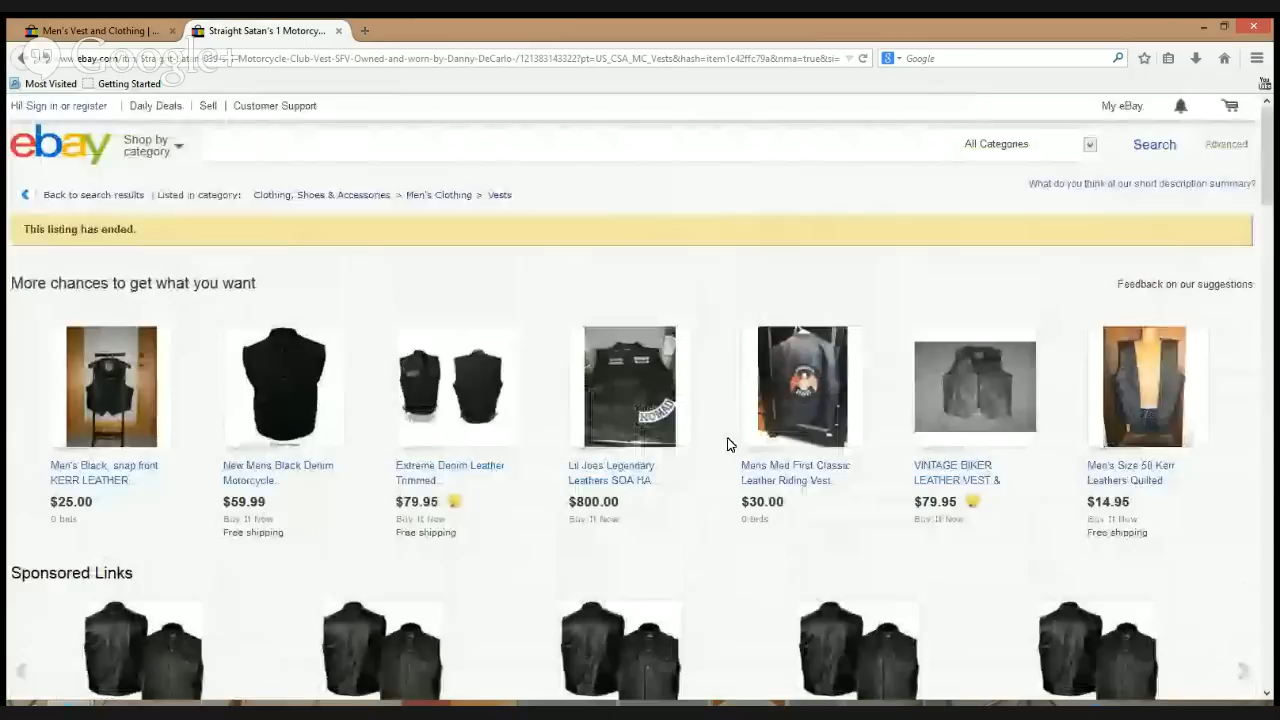 Men's Vest and Clothing | ...
Straight Satan's 1 Motorcy...
Google+
-Motorcycle-Club-Vest-SFV-Owned-and-worn-by-Danny-DeCarlo-/121383143322?pt=US_CSA_MC_Vests&hash=item1c42ffc79a&nma=true&si=
Google
Most Visited
Getting Started
You
Hi! Sign in or register
Daily Deals
Sell
Customer Support
My eBay
ebay
Shop by category
All Categories
Search
Advanced
What do you think of our short description summary?
Back to search results | Listed in category: Clothing, Shoes & Accessories > Men's Clothing > Vests
This listing has ended.
More chances to get what you want
Feedback on our suggestions
NOMAD
Men's Black, snap front
KERR LEATHER...
$25.00
0 bids
New Mens Black Denim
Motorcycle...
$59.99
Buy It Now
Free shipping
Extreme Denim Leather
Trimmed...
$79.95
Buy It Now
Free shipping
Lil Joes Legendary
Leathers SOA HA...
$800.00
Buy It Now
Mens Med First Classic
Leather Riding Vest.
$30.00
0 bids
VINTAGE BIKER
LEATHER VEST &
$79.95
Buy It Now
Men's Size 50 Kerr
Leathers Quilted
$14.95
Buy It Now
Free shipping
Sponsored Links